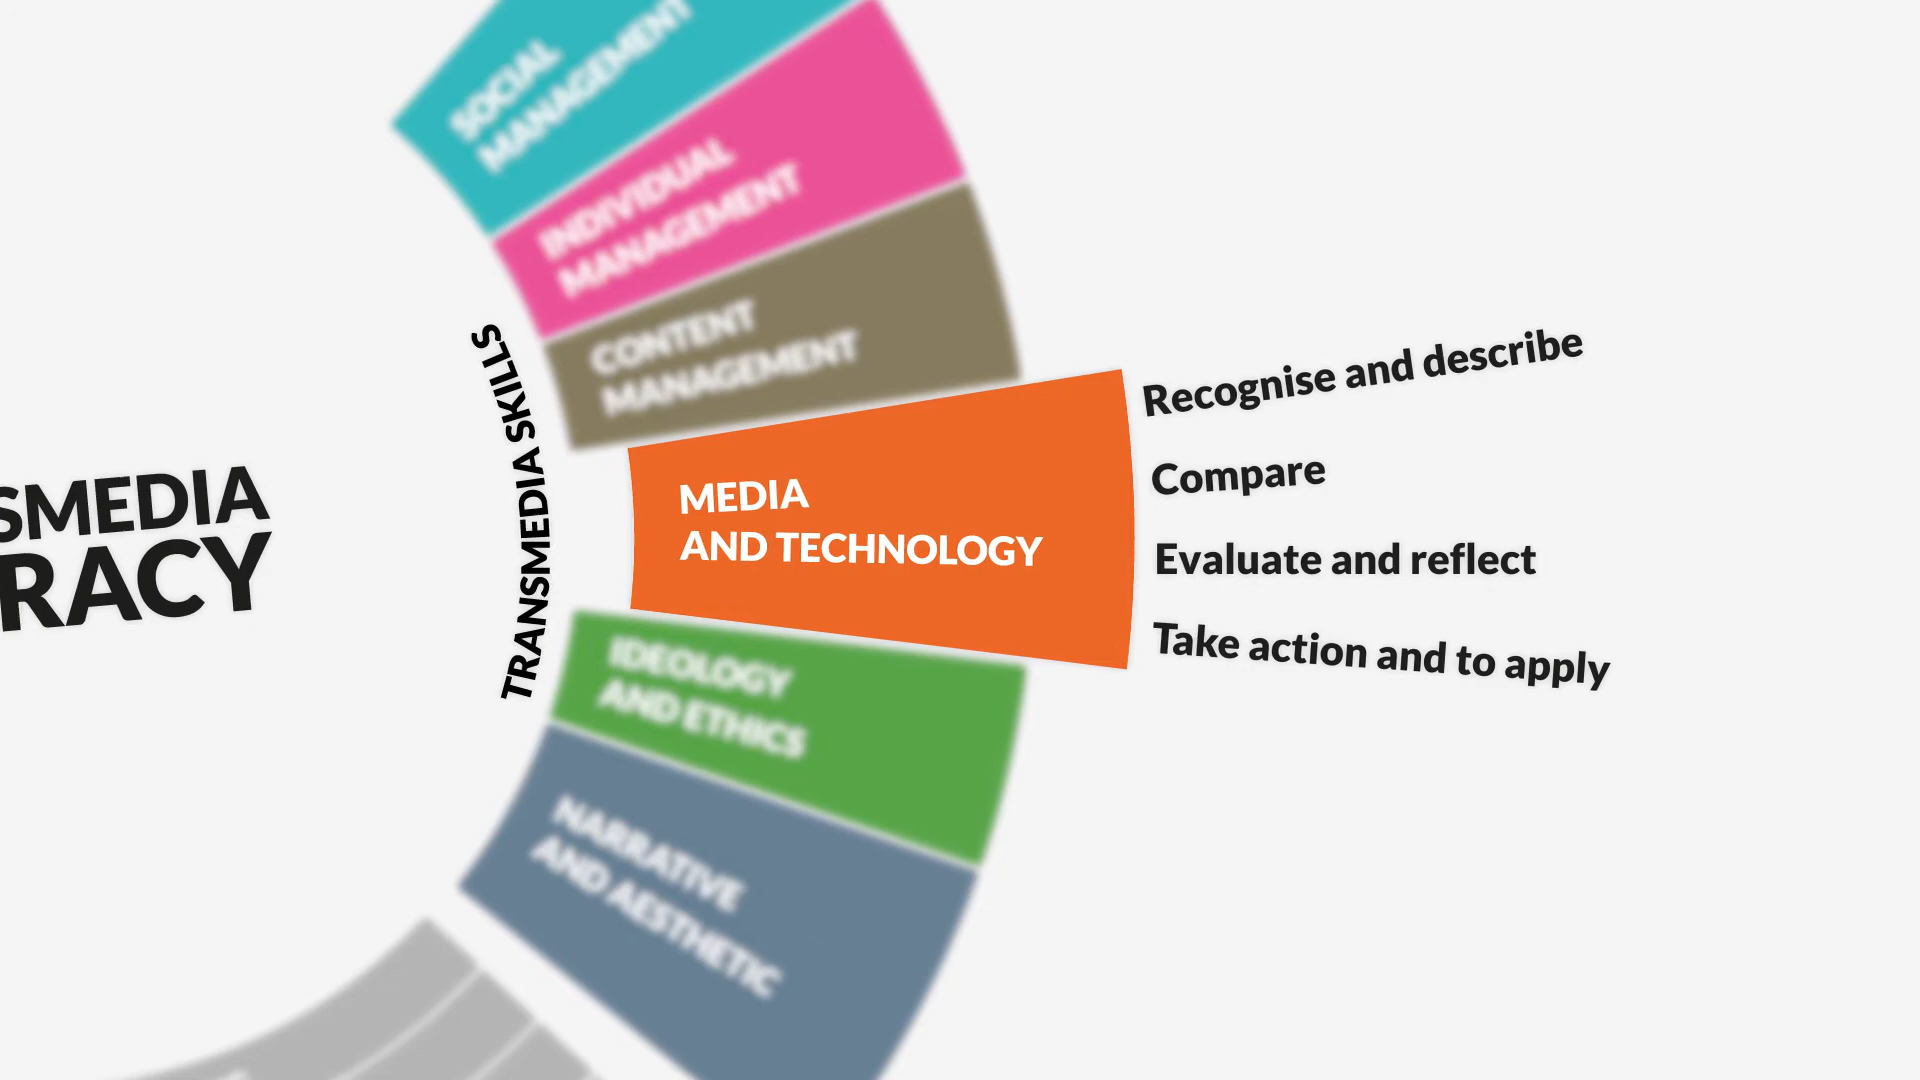 SMEDIA
RACY
TRANSMEDIA SKILLS
SOCIAL
MANAGEMENT
INDIVIDUAL
MANAGEMENT
CONTENT
MANAGEMENT
MEDIA
AND TECHNOLOGY
Recognise and describe
Compare
Evaluate and reflect
Take action and to apply
IDEOLOGY
AND ETHICS
NARRATIVE
AND AESTHETIC